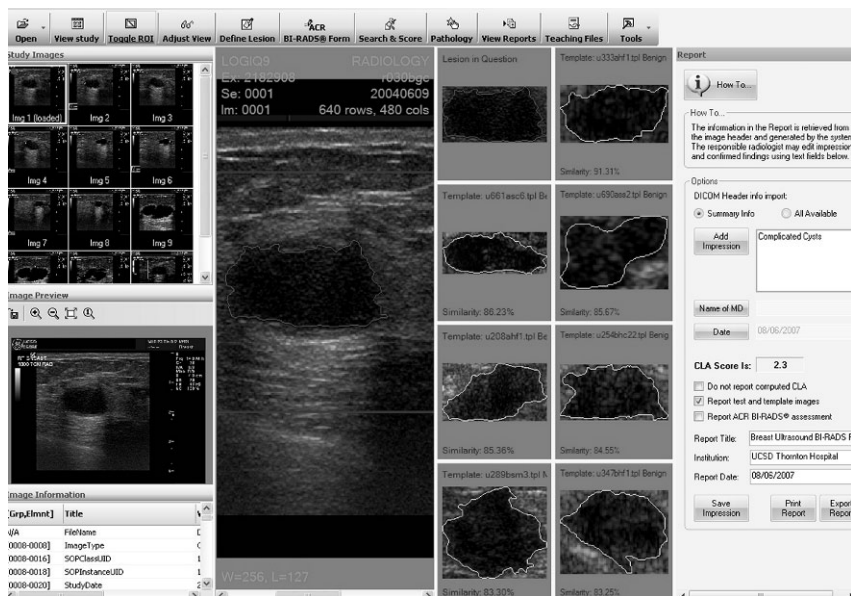 Open
View study
Toggle ROI
Adjust View
Define Lesion
ACR
BI-RADS® Form
Search & Score
Pathology
View Reports
Teaching Files
Tools
Study Images
Img 1 (loaded)
Img 2
Img 3
Img 4
Img 5
Img 6
Img 7
Img 8
Img 9
Image Preview
Image Information
[Grp,Elmnt] Title
N/A FileName
[0008-0008] ImageType
[0008-0016] SOPClassUID
[0008-0018] SOPInstanceUID
[0008-0020] StudyDate
LOGIQ9 RADIOLOGY
Ex: 2182908 r030bgc
Se: 0001 20040609
Im: 0001 640 rows, 480 cols
W=256, L=127
Lesion in Question
Template: u333ahf1.tpl Benign
Similarity: 91.31%
Template: u661asc6.tpl Be
Similarity: 86.23%
Template: u690ass2.tpl Benign
Similarity: 85.67%
Template: u208ahf1.tpl Be
Similarity: 85.36%
Template: u254bhc22.tpl Benign
Similarity: 84.55%
Template: u289bsm3.tpl M
Similarity: 83.30%
Template: u347bhf1.tpl Benign
Similarity: 83.25%
Report
How To...
How To...
The information in the Report is retrieved from
the image header and generated by the system
The responsible radiologist may edit impression
and confirmed findings using text fields below.
Options
DICOM Header
info import:
Summary Info
All Available
Add
Impression
Complicated Cysts
Name of MD
Date
08/06/2007
CLA Score Is: 2.3
Do not report computed CLA
Report test and template images
Report ACR BI-RADS® assessment
Report Title: Breast Ultrasound BI-RADS R
Institution: UCSD Thornton Hospital
Report Date: 08/06/2007
Save
Impression
Print
Report
Export
Report